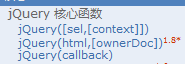 jQuery 核心函数
jQuery([sel,[context]])
jQuery(html,[ownerDoc])1.8*
jQuery(callback)